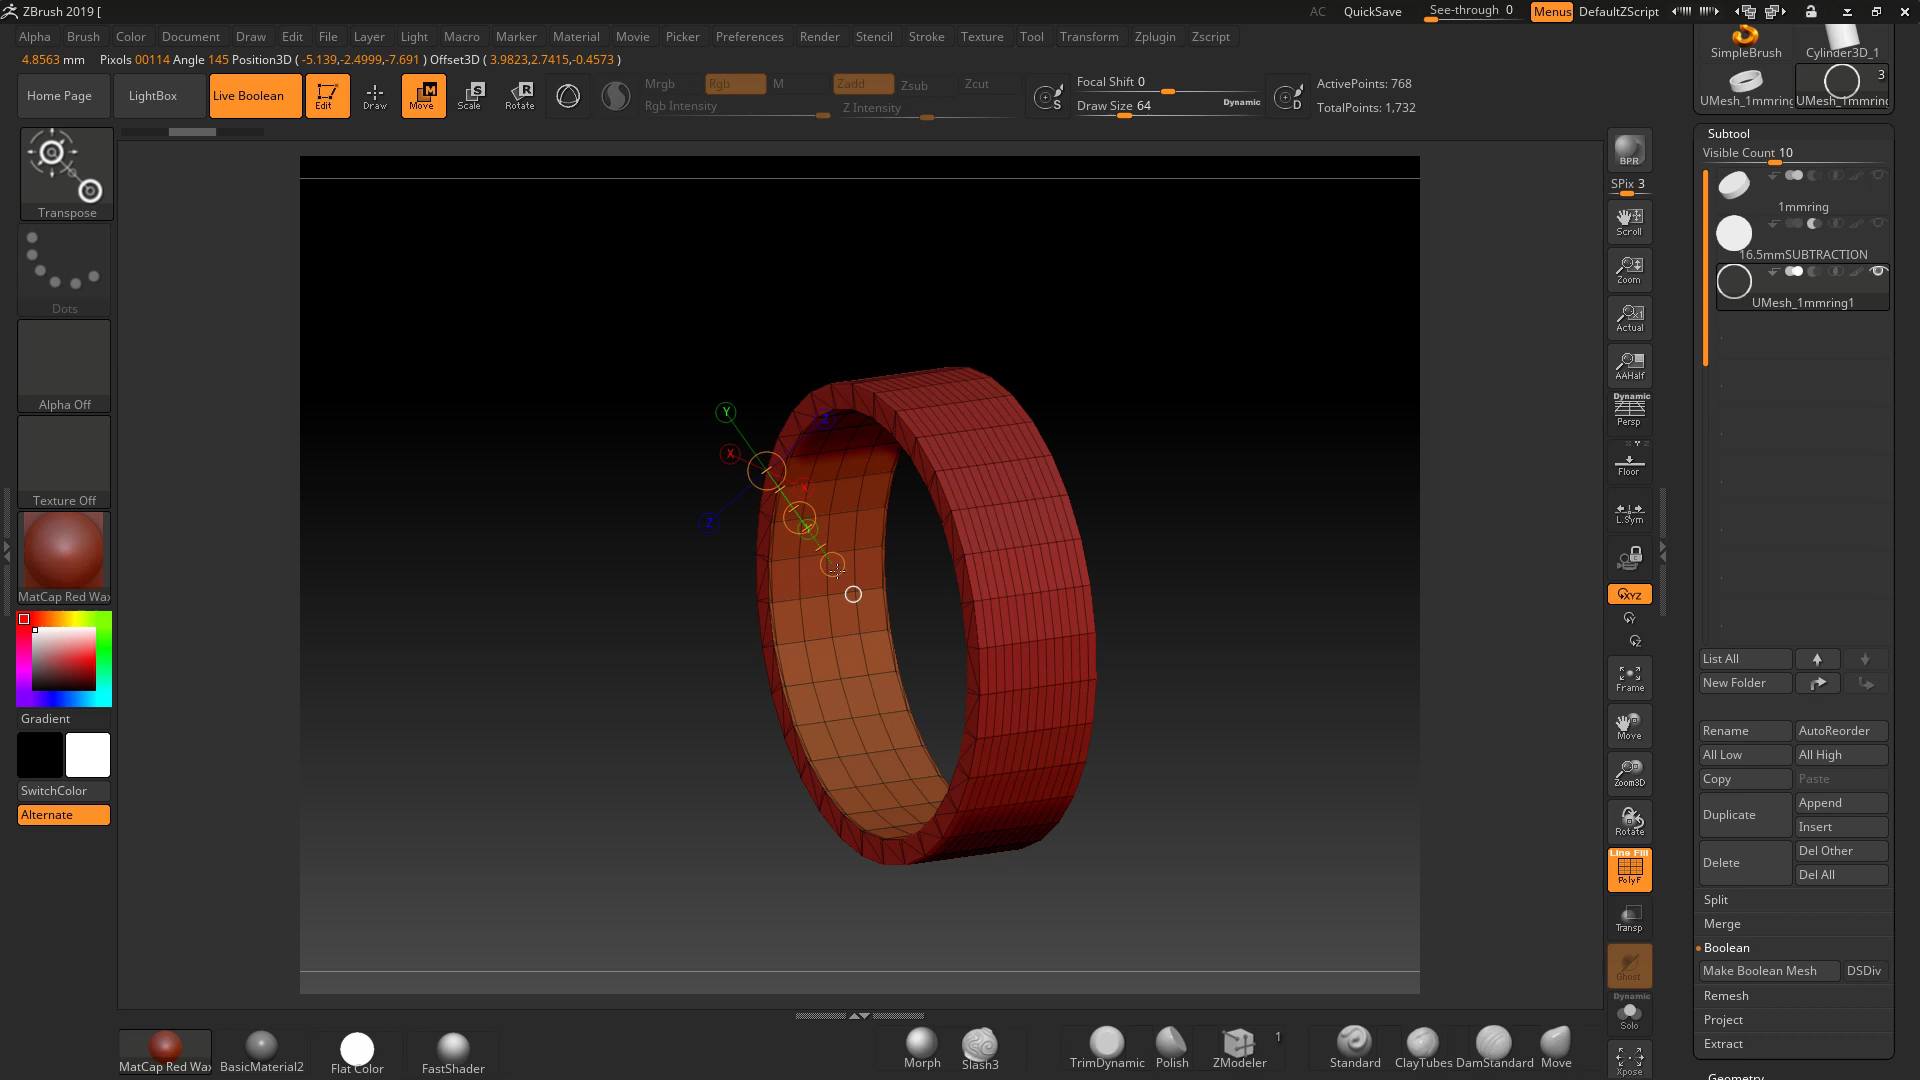 ZBrush 2019 [
AC QuickSave See-through 0 Menus DefaultZScript
Alpha Brush Color Document Draw Edit File Layer Light Macro Marker Material Movie Picker Preferences Render Stencil Stroke Texture Tool Transform Zplugin Zscript
4.8563 mm Pixols 00114 Angle 145 Position3D ( -5.139,-2.4999,-7.691 ) Offset3D ( 3.9823,2.7415,-0.4573 )
Home Page LightBox Live Boolean Edit Draw Move Scale Rotate
M S R
Mrgb Rgb M Zadd Zsub Zcut
Rgb Intensity Z Intensity
Focal Shift 0
Draw Size 64 Dynamic
S D
ActivePoints: 768
TotalPoints: 1,732
SimpleBrush Cylinder3D_1
3
UMesh_1mmring UMesh_1mmring
Transpose
Dots
Alpha Off
Texture Off
MatCap Red Wax
Gradient
SwitchColor
Alternate
Y
Z
X
X
Z
Y
BPR
SPix 3
Scroll
Zoom
Actual
AAHalf
Dynamic
Persp
Floor
L.Sym
XYZ
Y
Z
Frame
Move
Zoom3D
Rotate
Line Fill
PolyF
Transp
Ghost
Dynamic
Solo
Xpose
Subtool
Visible Count 10
1mmring
16.5mmSUBTRACTION
UMesh_1mmring1
List All
New Folder
Rename AutoReorder
All Low All High
Copy Paste
Duplicate Append
Insert
Delete Del Other
Del All
Split
Merge
Boolean
Make Boolean Mesh DSDiv
Remesh
Project
Extract
Geometry
MatCap Red Wax BasicMaterial2 Flat Color FastShader Morph Slash3 TrimDynamic Polish ZModeler 1 Standard ClayTubes DamStandard Move